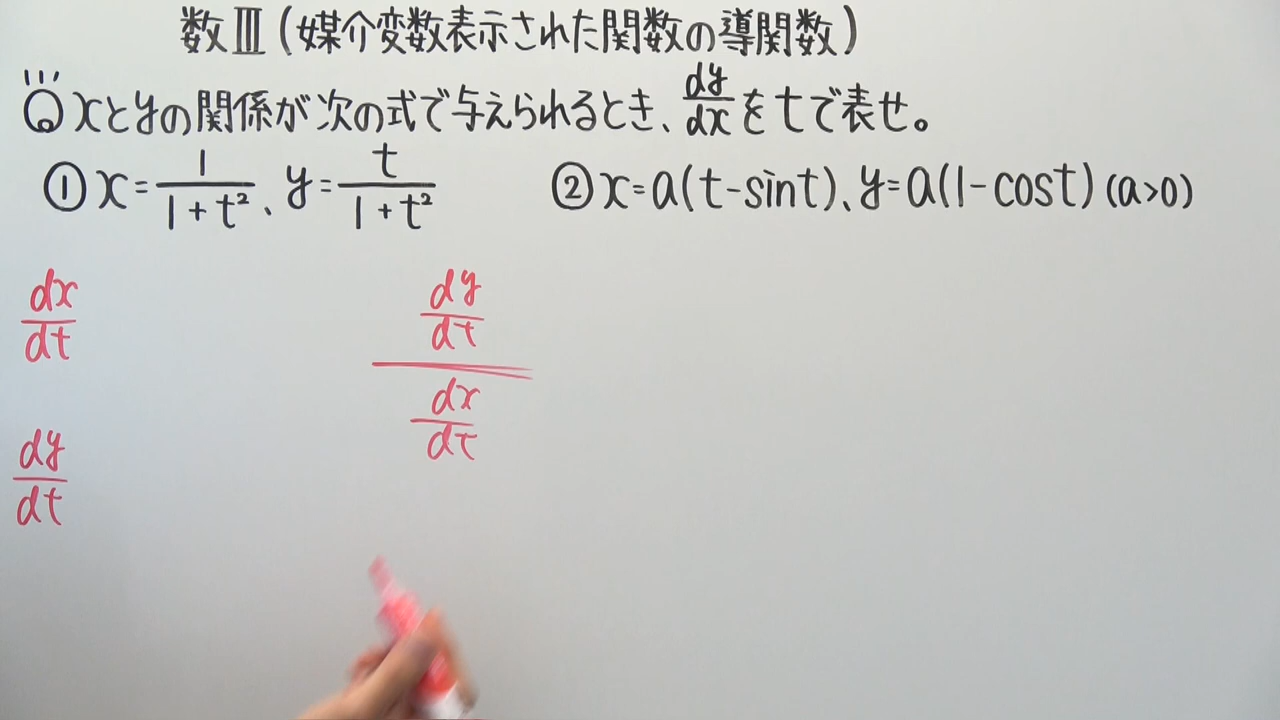 数Ⅲ(媒介変数表示された関数の導関数)
Q xとyの関係が次の式で与えられるとき、dy/dxをtで表せ。
① x=1/(1+t²)、y=t/(1+t²)
② x=a(t-sint)、y=a(1-cost)(a>0)
dx/dt
dy/dt
(dy/dt)/(dx/dt)